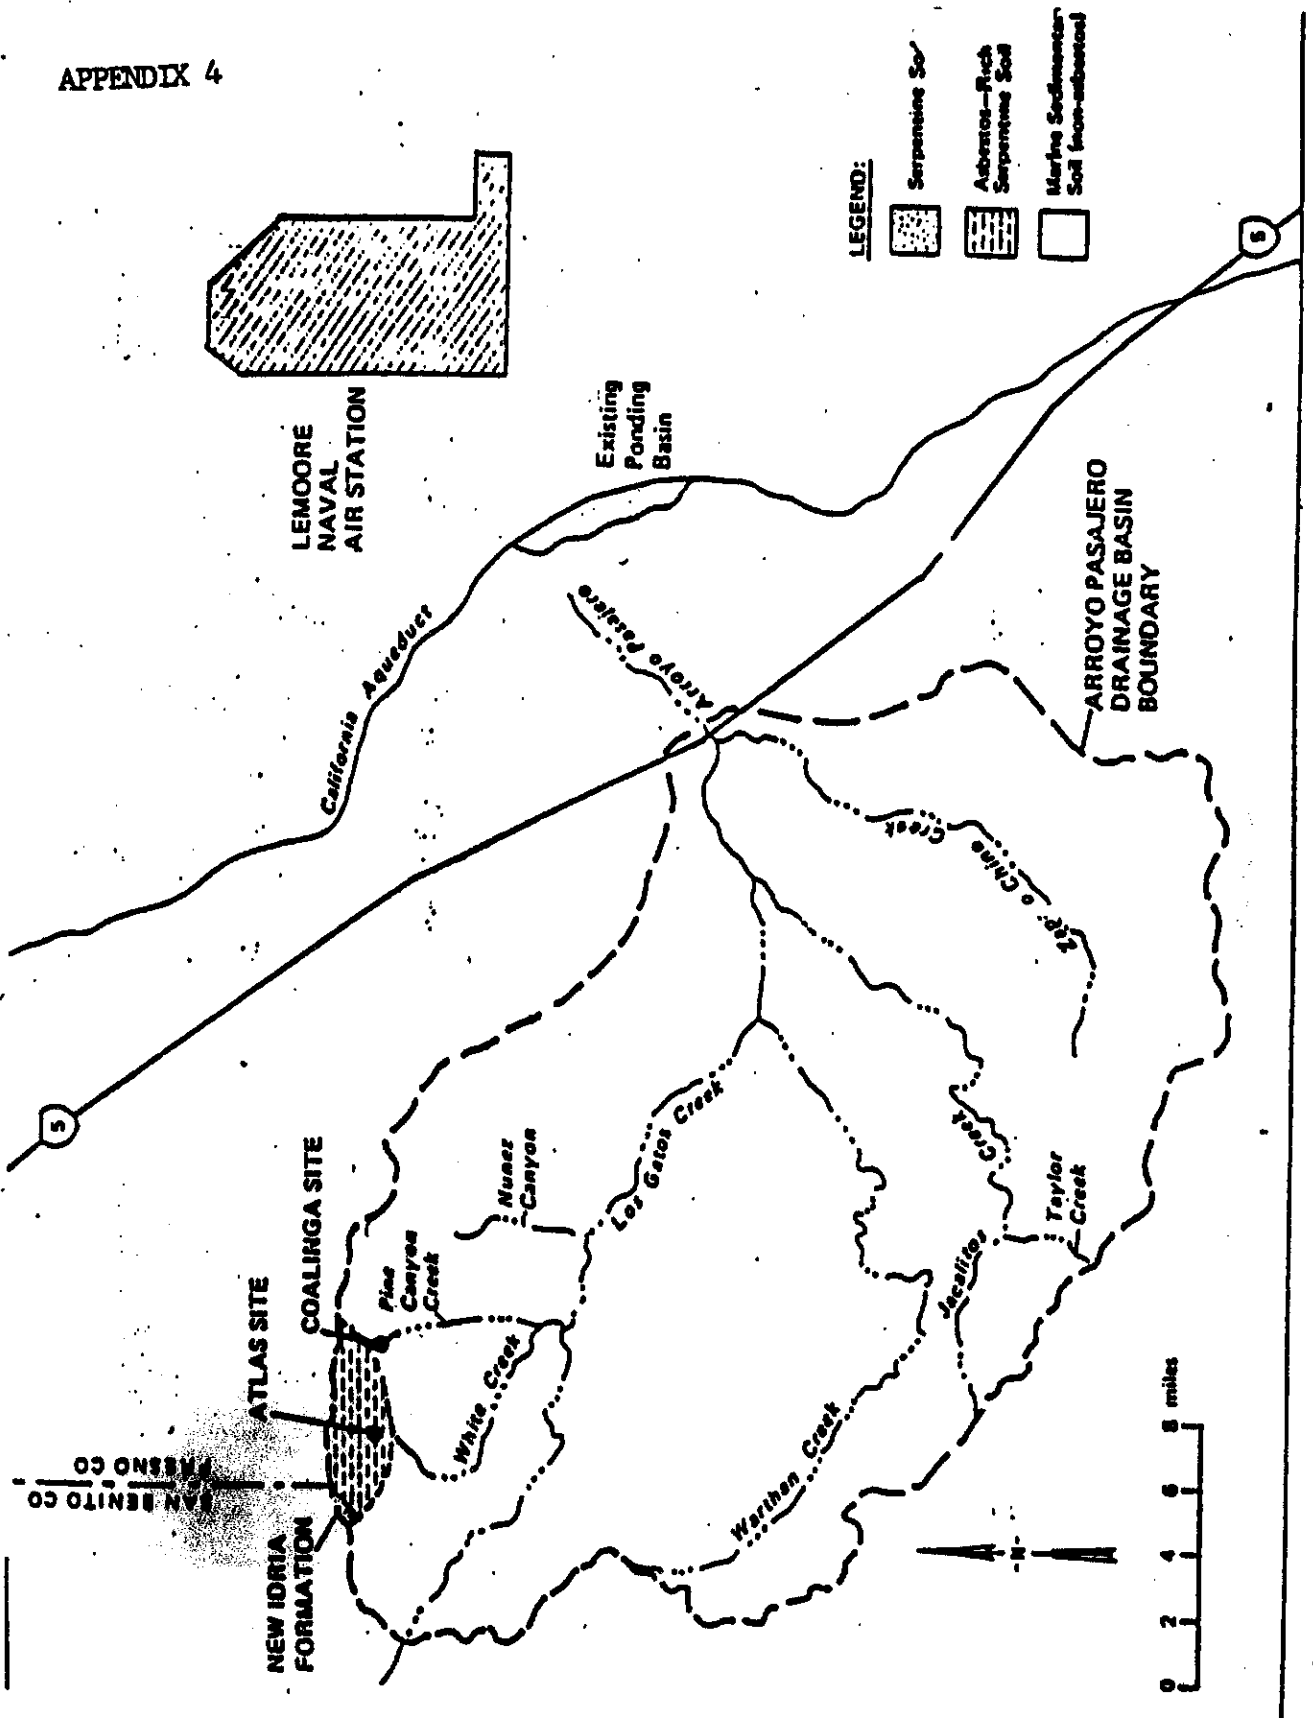 APPENDIX 4
SAN BENITO CO
FRESNO CO
NEW IDRIA
FORMATION
ATLAS SITE
COALINGA SITE
Pine
Canyon
Creek
White Creek
Nunez
Canyon
Los Gatos Creek
Warthan Creek
Jacalitos
Creek
Taylor
Creek
o Chino
Creek
Arroyo Pasajero
California Aqueduct
5
5
LEMOORE
NAVAL
AIR STATION
Existing
Ponding
Basin
ARROYO PASAJERO
DRAINAGE BASIN
BOUNDARY
LEGEND:
Serpentine So
Asbestos-Rich
Serpentine Soil
Marine Sedimentar
Soil (non-asbestos)
N
0 2 4 6 8 miles